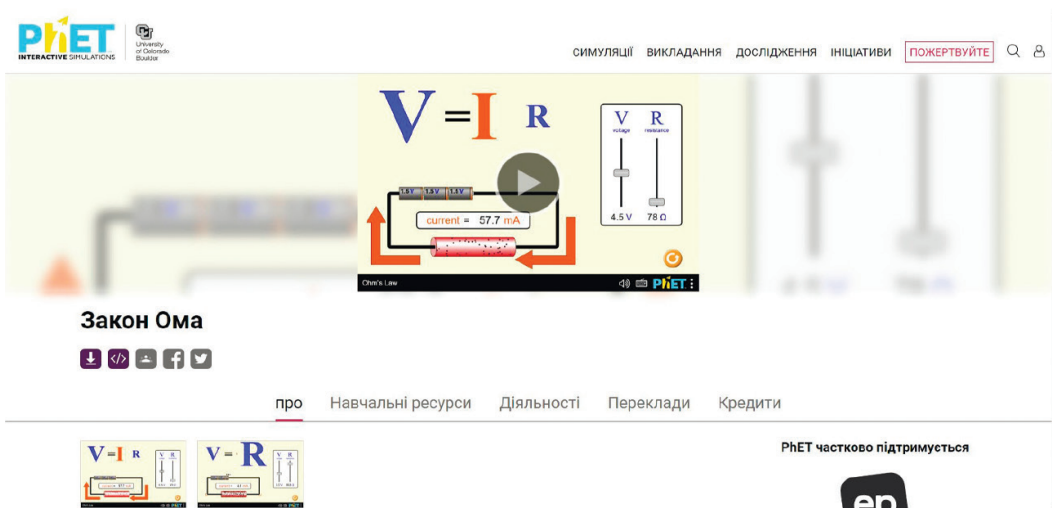 PhET
INTERACTIVE SIMULATIONS
University
of Colorado
Boulder
СИМУЛЯЦІЇ ВИКЛАДАННЯ ДОСЛІДЖЕННЯ ІНІЦІАТИВИ ПОЖЕРТВУЙТЕ
V = I R
V R
voltage resistance
1.5 V 1.5 V 1.5 V
current = 57.7 mA
4.5 V 78 Ω
Ohm's Law PhET
Закон Ома
про Навчальні ресурси Діяльності Переклади Кредити
PhET частково підтримується
V = I R V R
V = R V R
ep